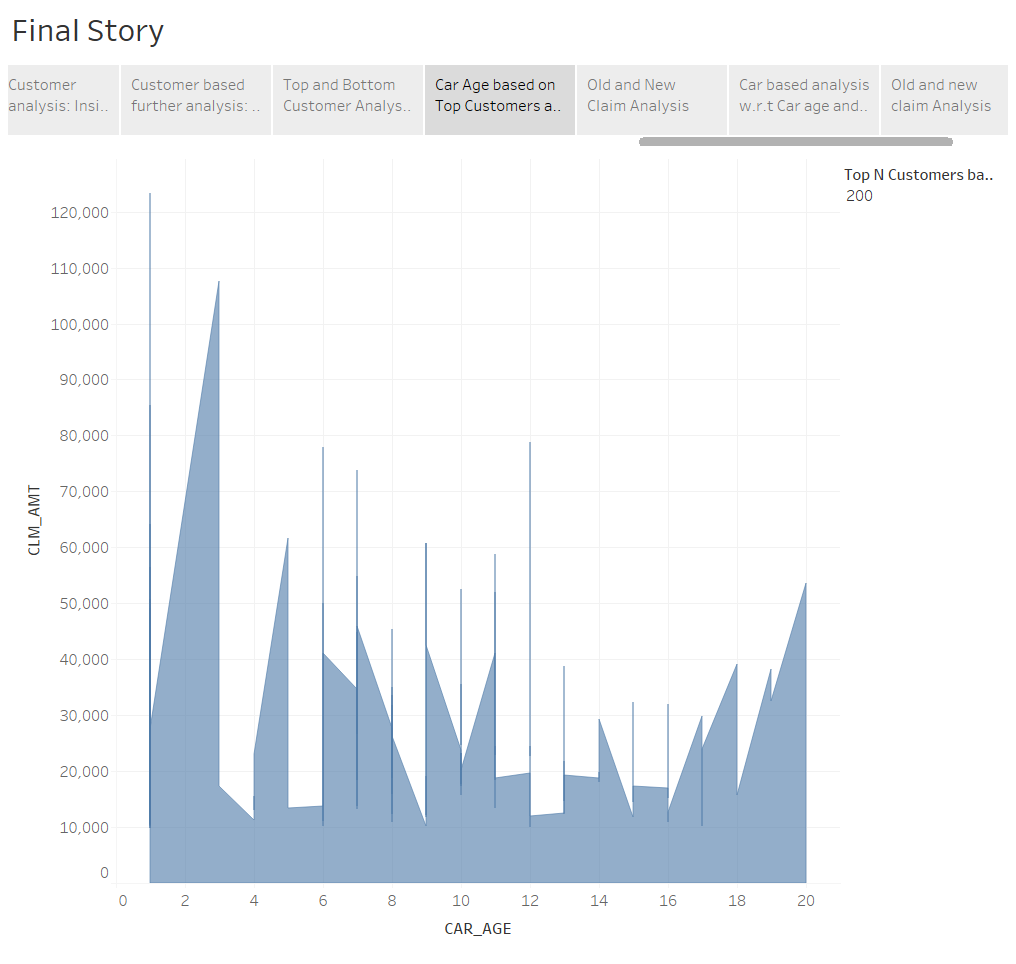 Final Story
Customer
analysis: Insi..
Customer based
further analysis: ..
Top and Bottom
Customer Analys..
Car Age based on
Top Customers a..
Old and New
Claim Analysis
Car based analysis
w.r.t Car age and..
Old and new
claim Analysis
Top N Customers ba..
200
120,000
110,000
100,000
90,000
80,000
70,000
60,000
50,000
40,000
30,000
20,000
10,000
0
CLM_AMT
0 2 4 6 8 10 12 14 16 18 20
CAR_AGE